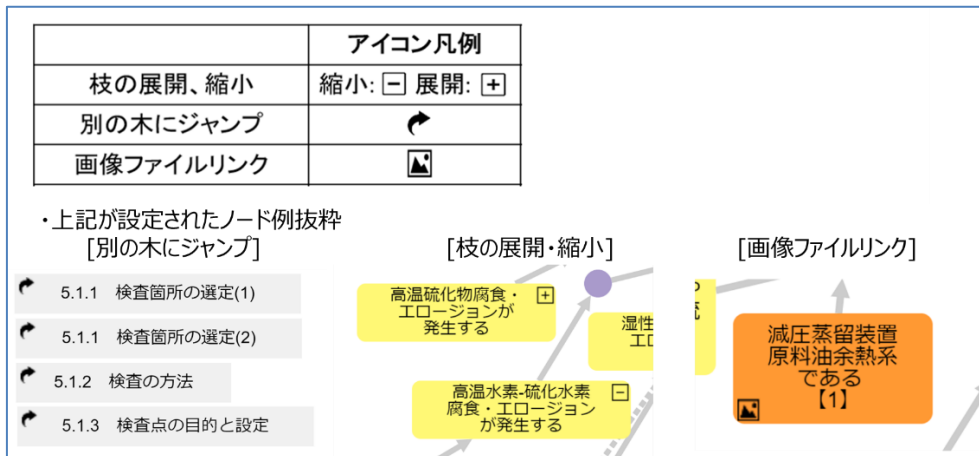 アイコン凡例
枝の展開、縮小 縮小: 展開:
別の木にジャンプ
画像ファイルリンク
・上記が設定されたノード例抜粋
[別の木にジャンプ] [枝の展開・縮小] [画像ファイルリンク]
5.1.1 検査箇所の選定(1)
5.1.1 検査箇所の選定(2)
5.1.2 検査の方法
5.1.3 検査点の目的と設定
高温硫化物腐食・
エロージョンが
発生する
湿性
エロ
高温水素-硫化水素
腐食・エロージョン
が発生する
減圧蒸留装置
原料油余熱系
である
【1】